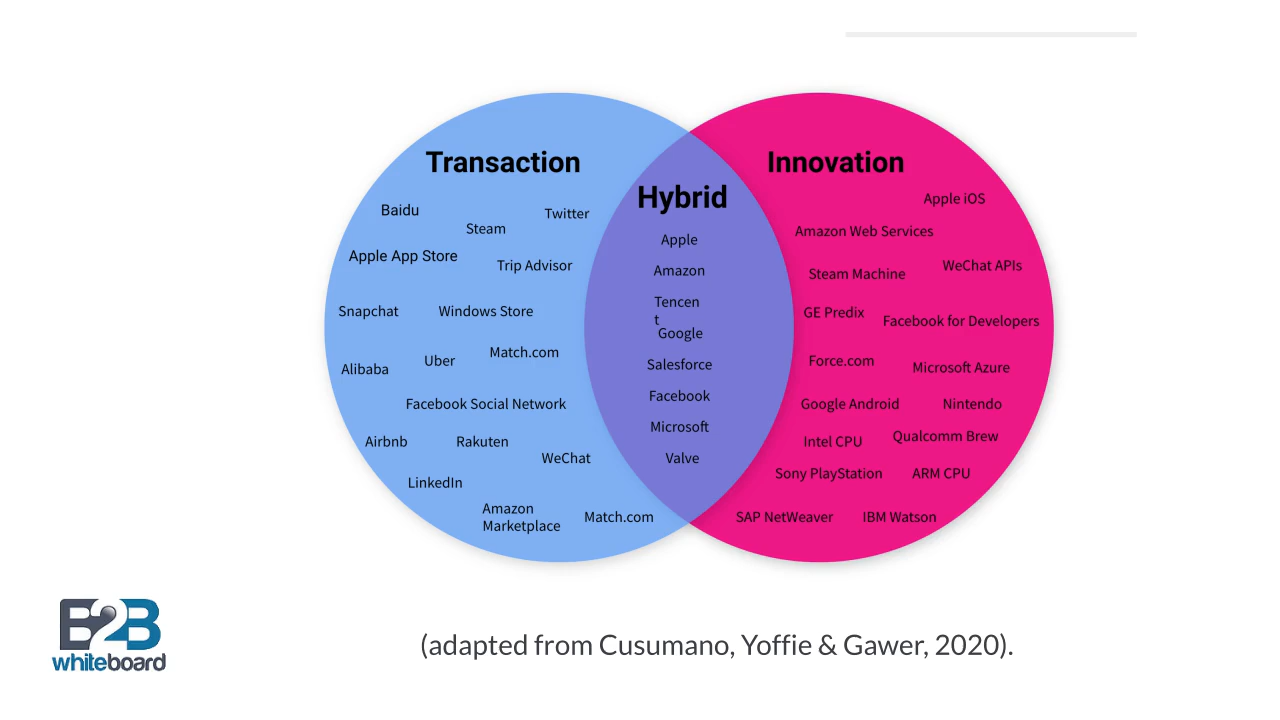 Transaction
Innovation
Hybrid
Baidu
Twitter
Steam
Apple App Store
Trip Advisor
Snapchat
Windows Store
Match.com
Uber
Alibaba
Facebook Social Network
Airbnb
Rakuten
WeChat
LinkedIn
Amazon
Marketplace
Match.com
Apple
Amazon
Tencen
t
Google
Salesforce
Facebook
Microsoft
Valve
Apple iOS
Amazon Web Services
WeChat APIs
Steam Machine
GE Predix
Facebook for Developers
Force.com
Microsoft Azure
Google Android
Nintendo
Intel CPU
Qualcomm Brew
Sony PlayStation
ARM CPU
SAP NetWeaver
IBM Watson
B2B
whiteboard
(adapted from Cusumano, Yoffie & Gawer, 2020).